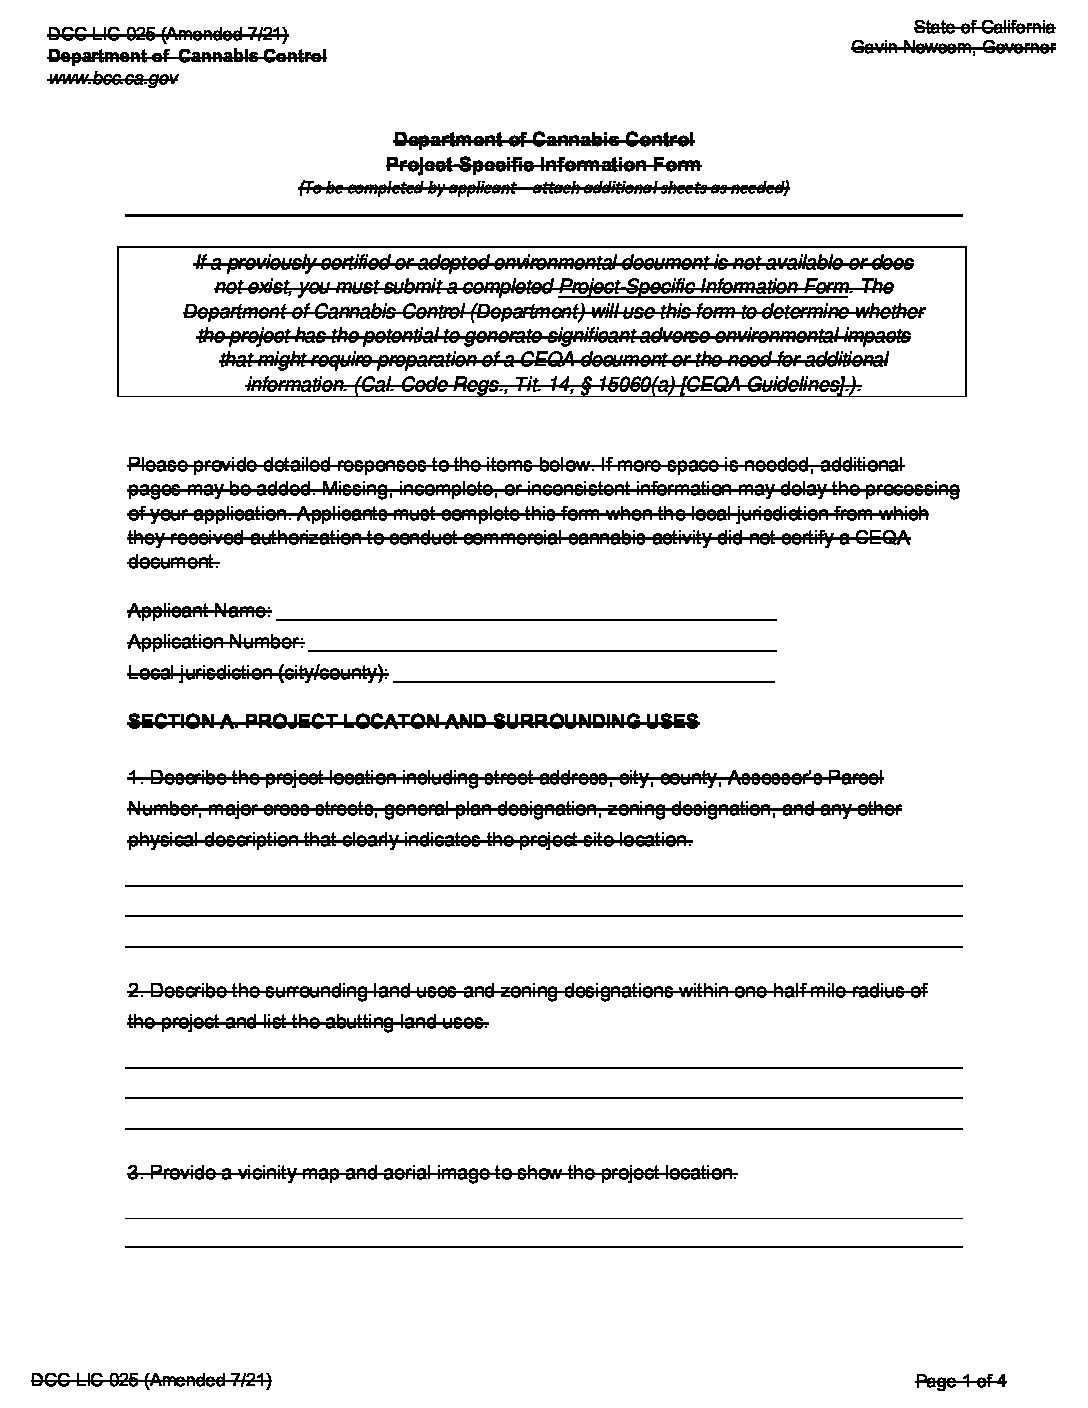 DCC LIC-025 (Amended 7/21)
State of California
Department of Cannabis Control
Gavin Newsom, Governor
www.bcc.ca.gov
Department of Cannabis Control
Project-Specific Information Form
(To be completed by applicant – attach additional sheets as needed)
If a previously certified or adopted environmental document is not available or does
not exist, you must submit a completed Project-Specific Information Form. The
Department of Cannabis Control (Department) will use this form to determine whether
the project has the potential to generate significant adverse environmental impacts
that might require preparation of a CEQA document or the need for additional
information. (Cal. Code Regs., Tit. 14, § 15060(a) [CEQA Guidelines].).
Please provide detailed responses to the items below. If more space is needed, additional
pages may be added. Missing, incomplete, or inconsistent information may delay the processing
of your application. Applicants must complete this form when the local jurisdiction from which
they received authorization to conduct commercial cannabis activity did not certify a CEQA
document.
Applicant Name:
Application Number:
Local jurisdiction (city/county):
SECTION A. PROJECT LOCATON AND SURROUNDING USES
1. Describe the project location including street address, city, county, Assessor's Parcel
Number, major cross streets, general plan designation, zoning designation, and any other
physical description that clearly indicates the project site location.
2. Describe the surrounding land uses and zoning designations within one half mile radius of
the project and list the abutting land uses.
3. Provide a vicinity map and aerial image to show the project location.
DCC LIC-025 (Amended 7/21)
Page 1 of 4